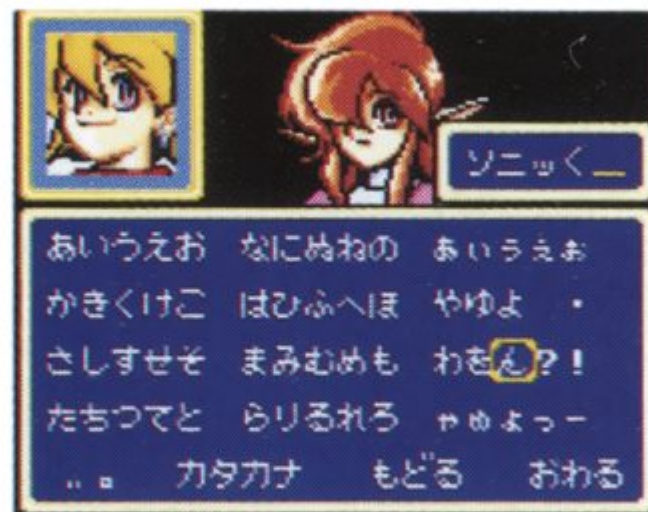 ソニッく_
あいうえお なにぬねの ぁぃぅぇぉ
かきくけこ はひふへほ やゆよ ・
さしすせそ まみむめも わをん?!
たちつてと らりるれろ ゃゅょっー
゛゜ カタカナ もどる おわる